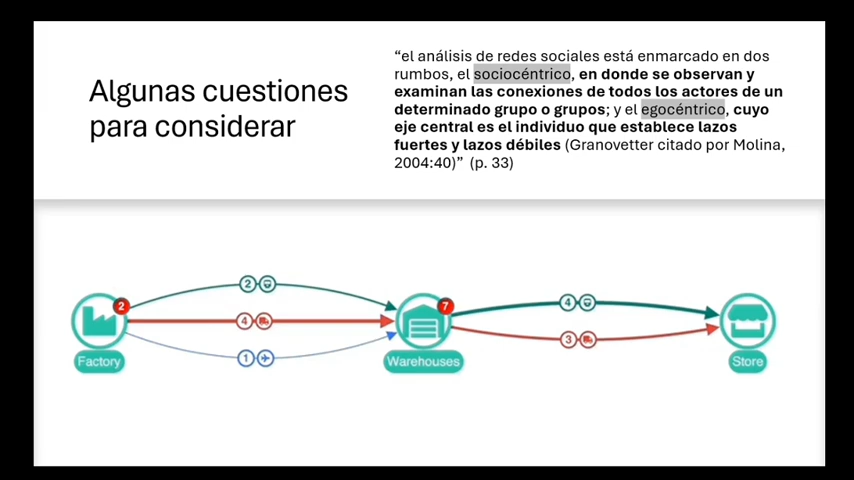 Algunas cuestiones
para considerar
“el análisis de redes sociales está enmarcado en dos
rumbos, el sociocéntrico, en donde se observan y
examinan las conexiones de todos los actores de un
determinado grupo o grupos; y el egocéntrico, cuyo
eje central es el individuo que establece lazos
fuertes y lazos débiles (Granovetter citado por Molina,
2004:40)” (p. 33)
2
4
1
2
Factory
7
Warehouses
4
3
Store